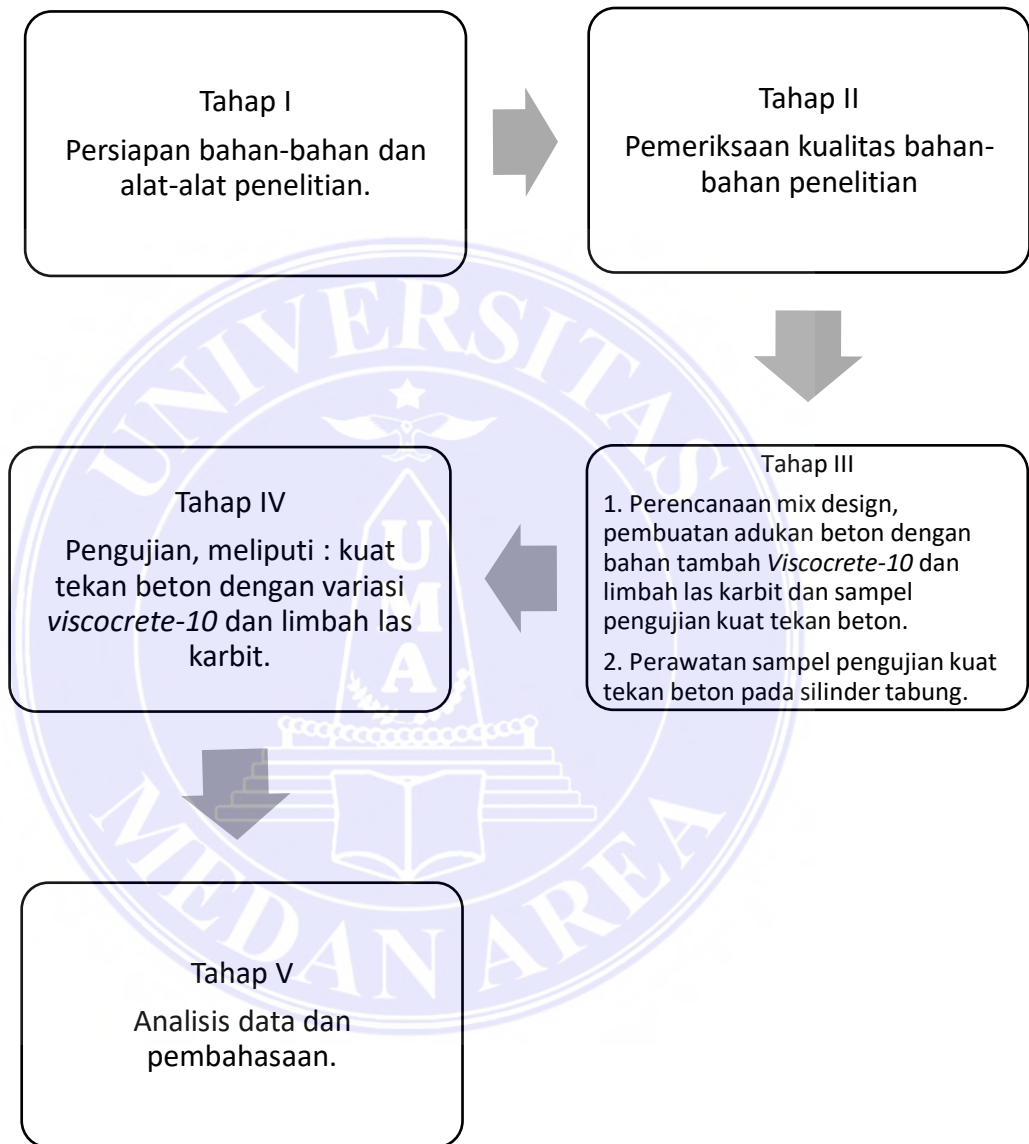 Tahap I
Persiapan bahan-bahan dan
alat-alat penelitian.
Tahap II
Pemeriksaan kualitas bahan-
bahan penelitian
Tahap III
1. Perencanaan mix design,
pembuatan adukan beton dengan
bahan tambah Viscocrete-10 dan
limbah las karbit dan sampel
pengujian kuat tekan beton.
2. Perawatan sampel pengujian kuat
tekan beton pada silinder tabung.
Tahap IV
Pengujian, meliputi : kuat
tekan beton dengan variasi
viscocrete-10 dan limbah las
karbit.
Tahap V
Analisis data dan
pembahasaan.
UNIVERSITAS
MEDAN AREA
UMA